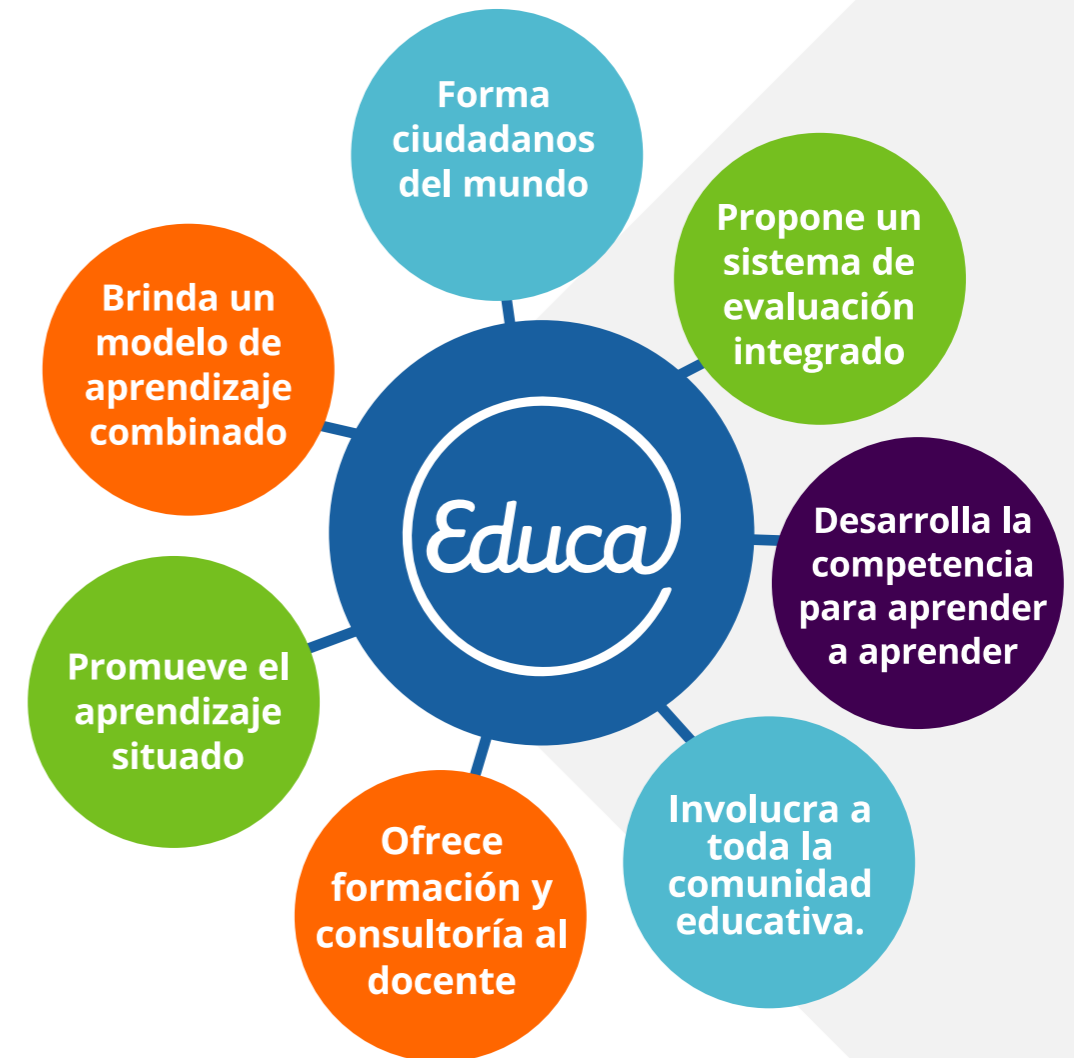 Forma
ciudadanos
del mundo
Propone un
sistema de
evaluación
integrado
Desarrolla la
competencia
para aprender
a aprender
Involucra a
toda la
comunidad
educativa.
Ofrece
formación y
consultoría al
docente
Promueve el
aprendizaje
situado
Brinda un
modelo de
aprendizaje
combinado
Educa